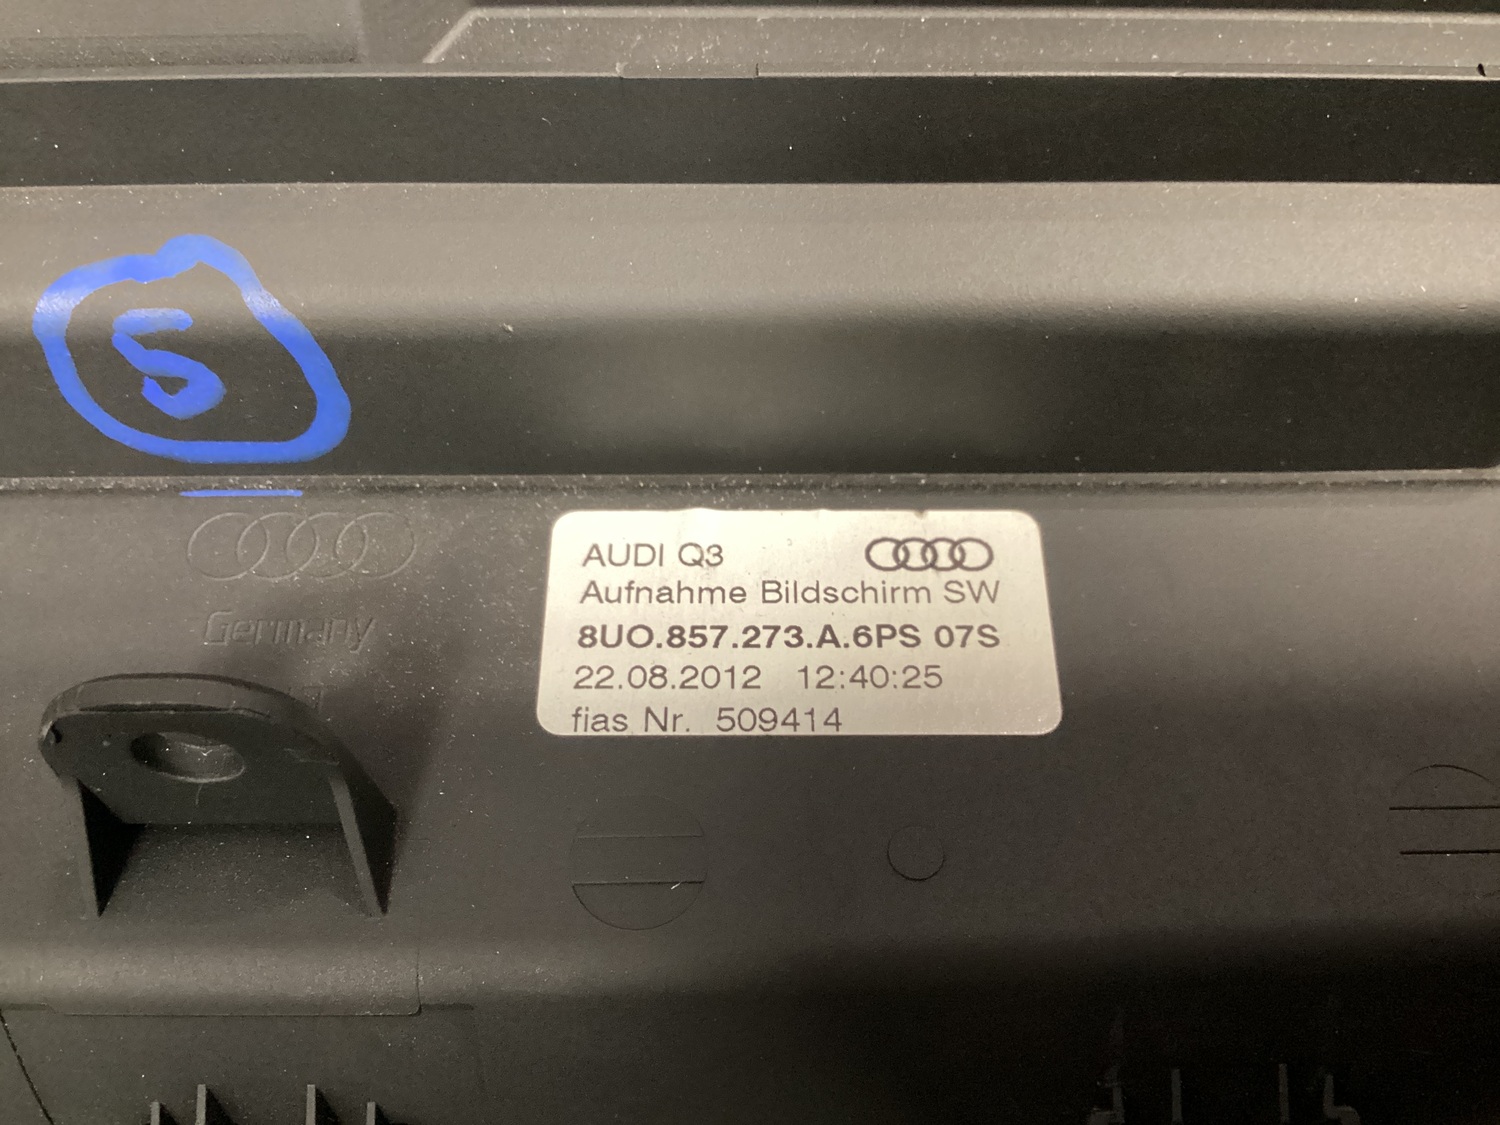 S
Germany
AUDI Q3
Aufnahme Bildschirm SW
8UO.857.273.A.6PS 07S
22.08.2012 12:40:25
fias Nr. 509414